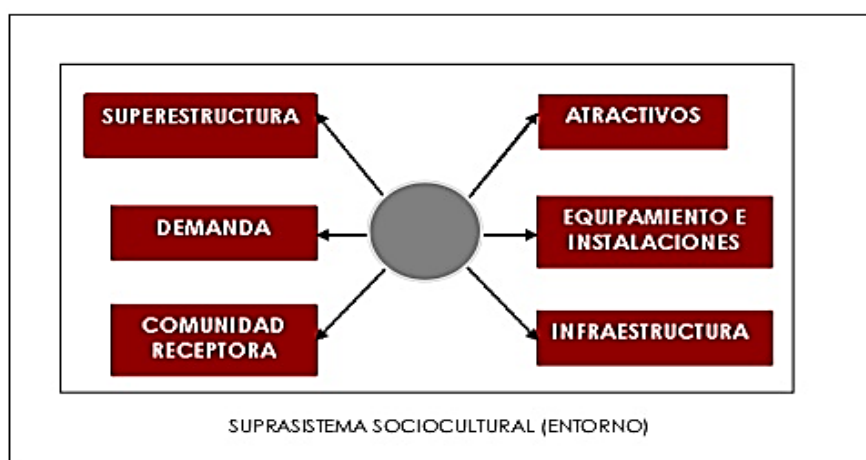 SUPERESTRUCTURA
ATRACTIVOS
DEMANDA
EQUIPAMIENTO E
INSTALACIONES
COMUNIDAD
RECEPTORA
INFRAESTRUCTURA
SUPRASISTEMA SOCIOCULTURAL (ENTORNO)